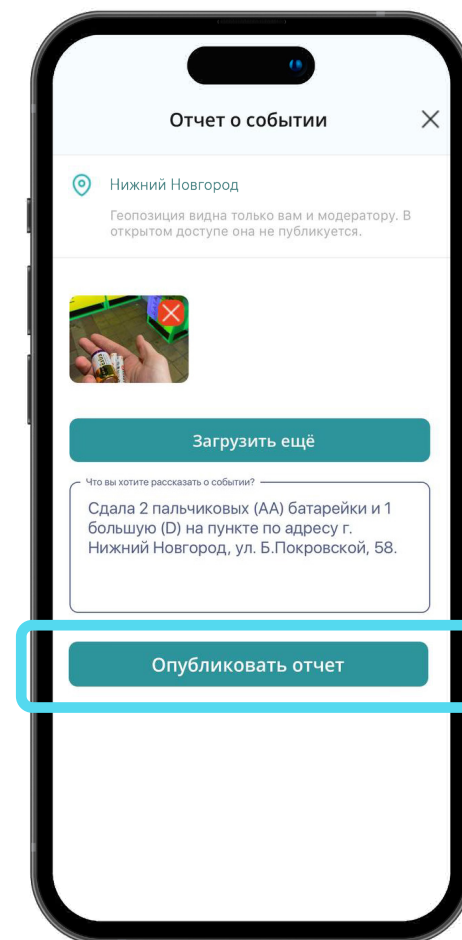 Отчет о событии
Нижний Новгород
Геопозиция видна только вам и модератору. В
открытом доступе она не публикуется.
Загрузить ещё
Что вы хотите рассказать о событии?
Сдала 2 пальчиковых (АА) батарейки и 1
большую (D) на пункте по адресу г.
Нижний Новгород, ул. Б.Покровской, 58.
Опубликовать отчет